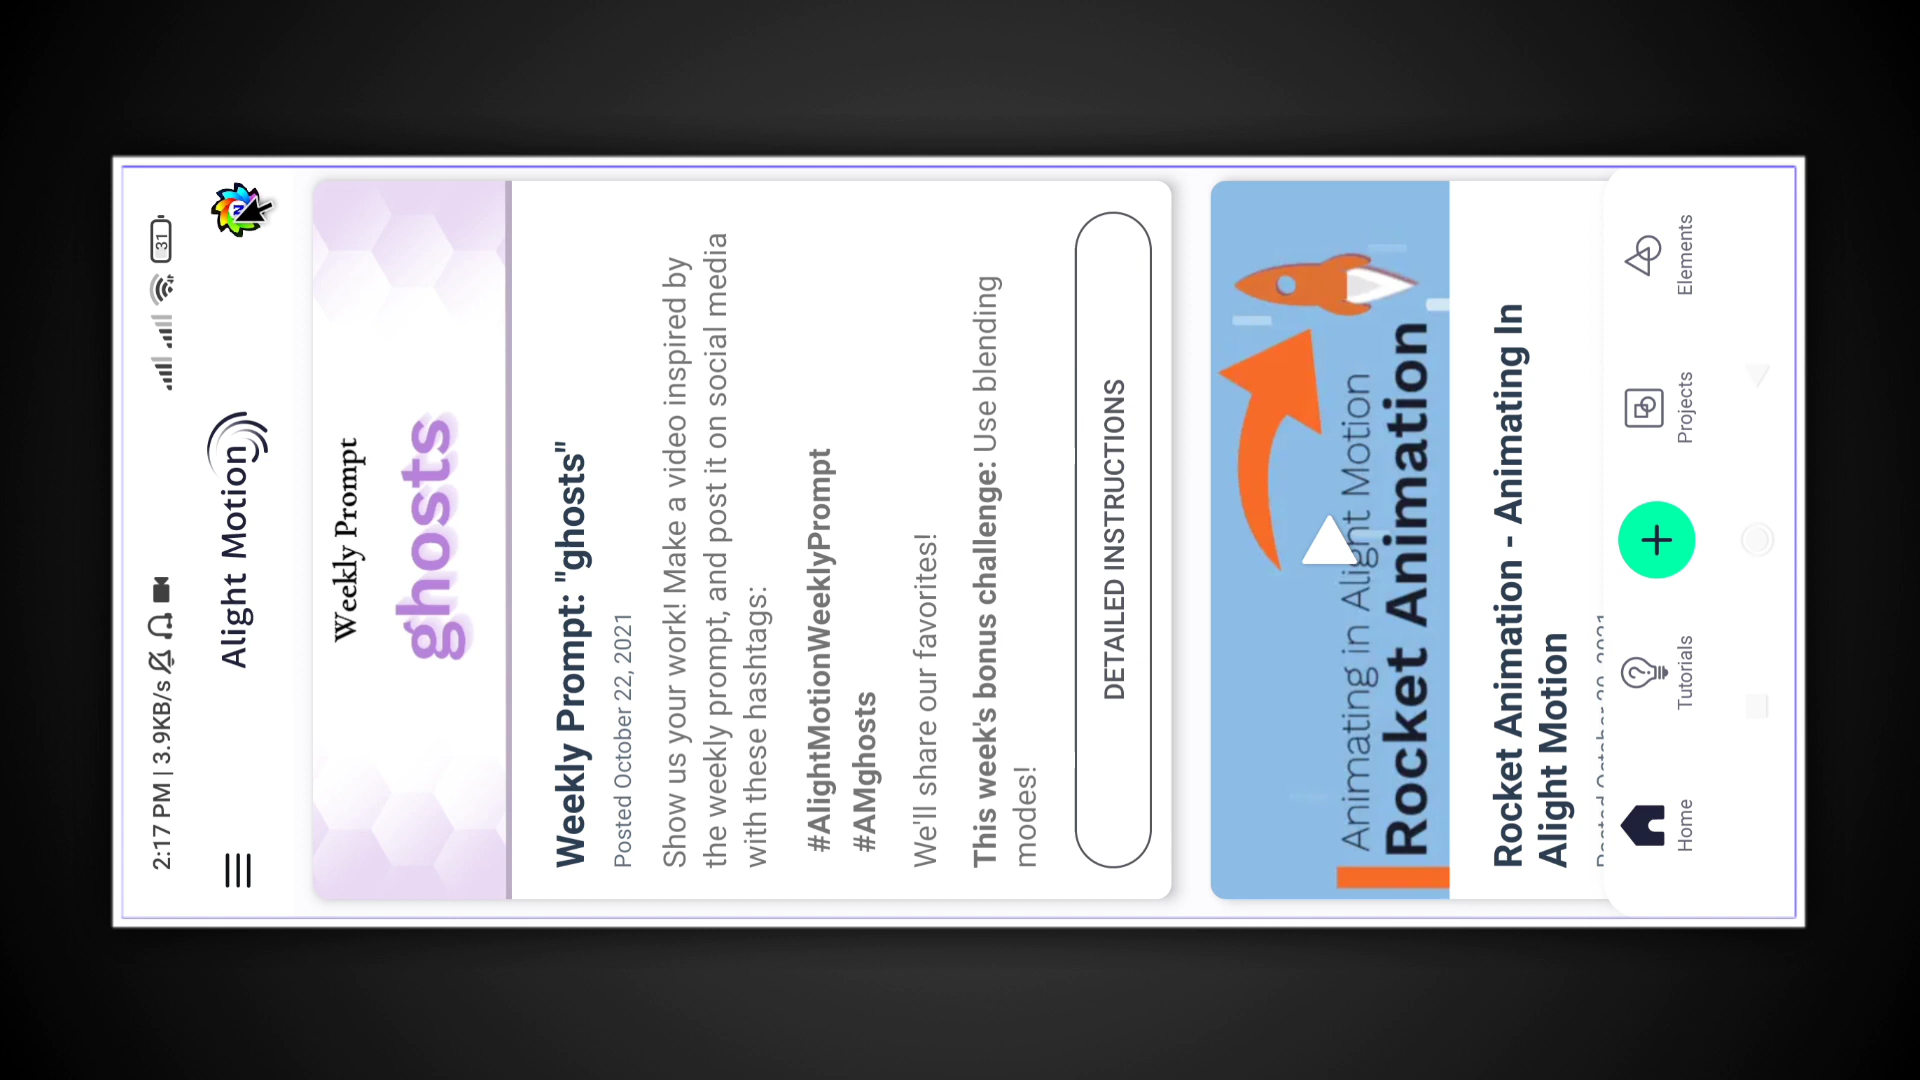 2:17 PM | 3.9KB/s
31
Alight Motion
Weekly Prompt
ghosts
Weekly Prompt: "ghosts"
Posted October 22, 2021
Show us your work! Make a video inspired by
the weekly prompt, and post it on social media
with these hashtags:
#AlightMotionWeeklyPrompt
#AMghosts
We'll share our favorites!
This week's bonus challenge: Use blending
modes!
DETAILED INSTRUCTIONS
Animating in Alight Motion
Rocket Animation
Rocket Animation - Animating In
Alight Motion
Home
Tutorials
Projects
Elements